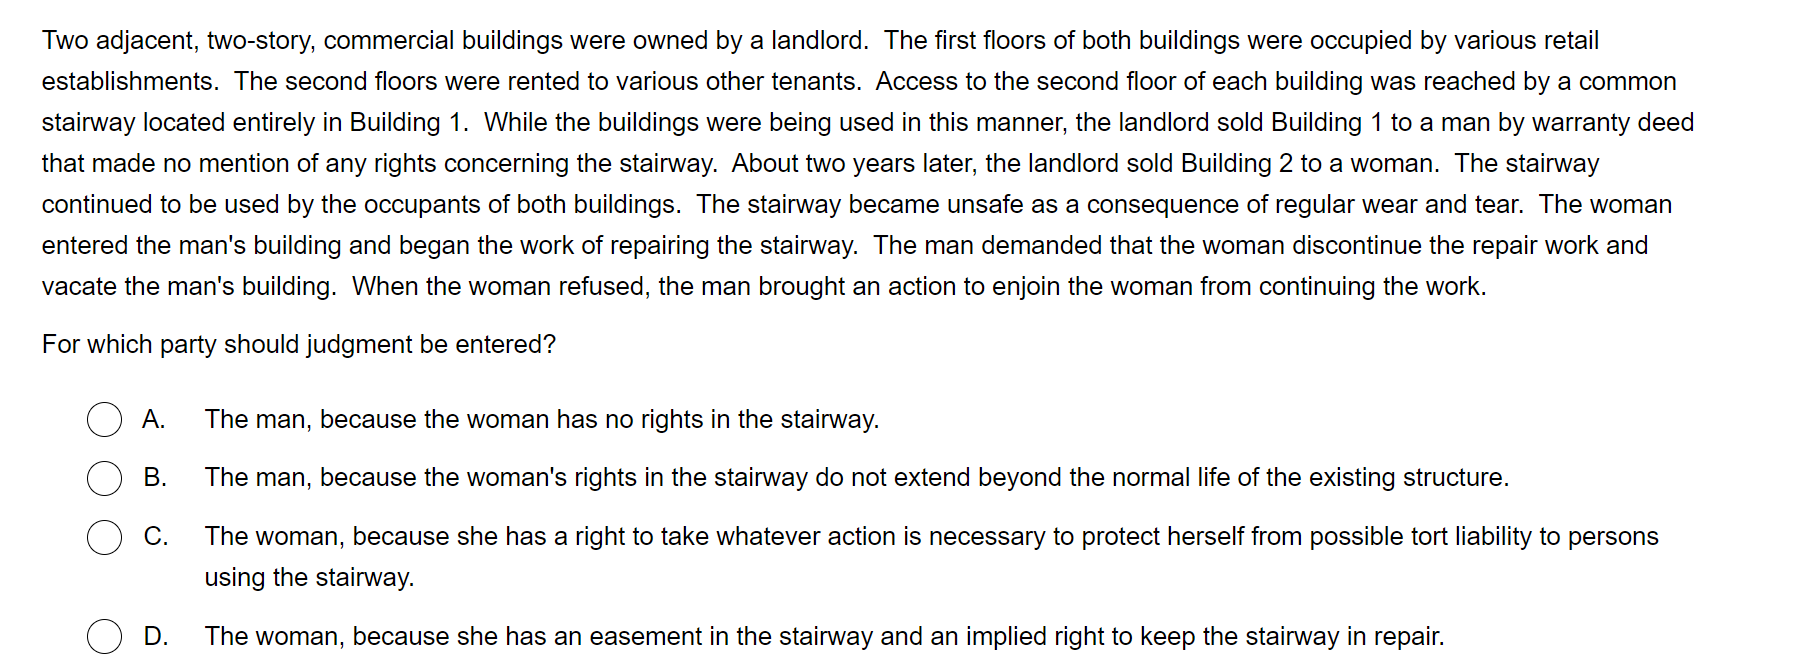 Two adjacent, two-story, commercial buildings were owned by a landlord.  The first floors of both buildings were occupied by various retail
establishments.  The second floors were rented to various other tenants.  Access to the second floor of each building was reached by a common
stairway located entirely in Building 1.  While the buildings were being used in this manner, the landlord sold Building 1 to a man by warranty deed
that made no mention of any rights concerning the stairway.  About two years later, the landlord sold Building 2 to a woman.  The stairway
continued to be used by the occupants of both buildings.  The stairway became unsafe as a consequence of regular wear and tear.  The woman
entered the man's building and began the work of repairing the stairway.  The man demanded that the woman discontinue the repair work and
vacate the man's building.  When the woman refused, the man brought an action to enjoin the woman from continuing the work.
For which party should judgment be entered?
A. The man, because the woman has no rights in the stairway.
B. The man, because the woman's rights in the stairway do not extend beyond the normal life of the existing structure.
C. The woman, because she has a right to take whatever action is necessary to protect herself from possible tort liability to persons
using the stairway.
D. The woman, because she has an easement in the stairway and an implied right to keep the stairway in repair.